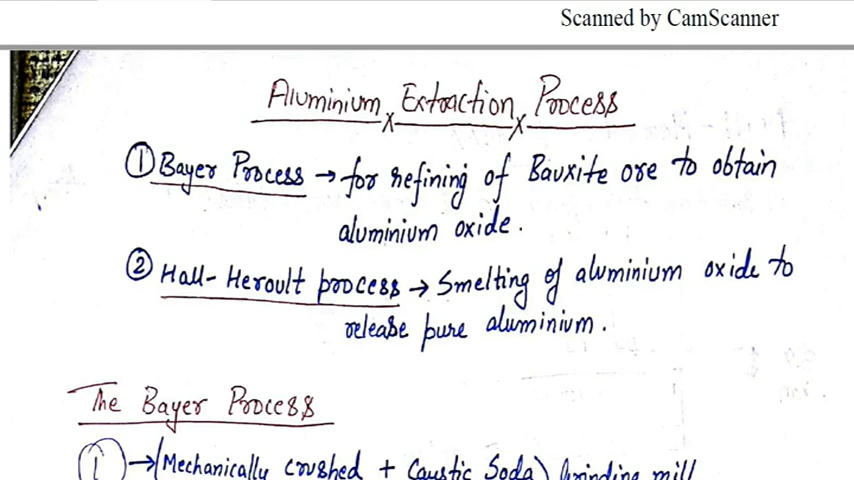 Scanned by CamScanner
Aluminium Extraction Process
① Bayer Process → for refining of Bauxite ore to obtain
aluminium oxide.
② Hall-Heroult process → Smelting of aluminium oxide to
release pure aluminium.
The Bayer Process
① → (Mechanically crushed + Caustic Soda) Grinding mill